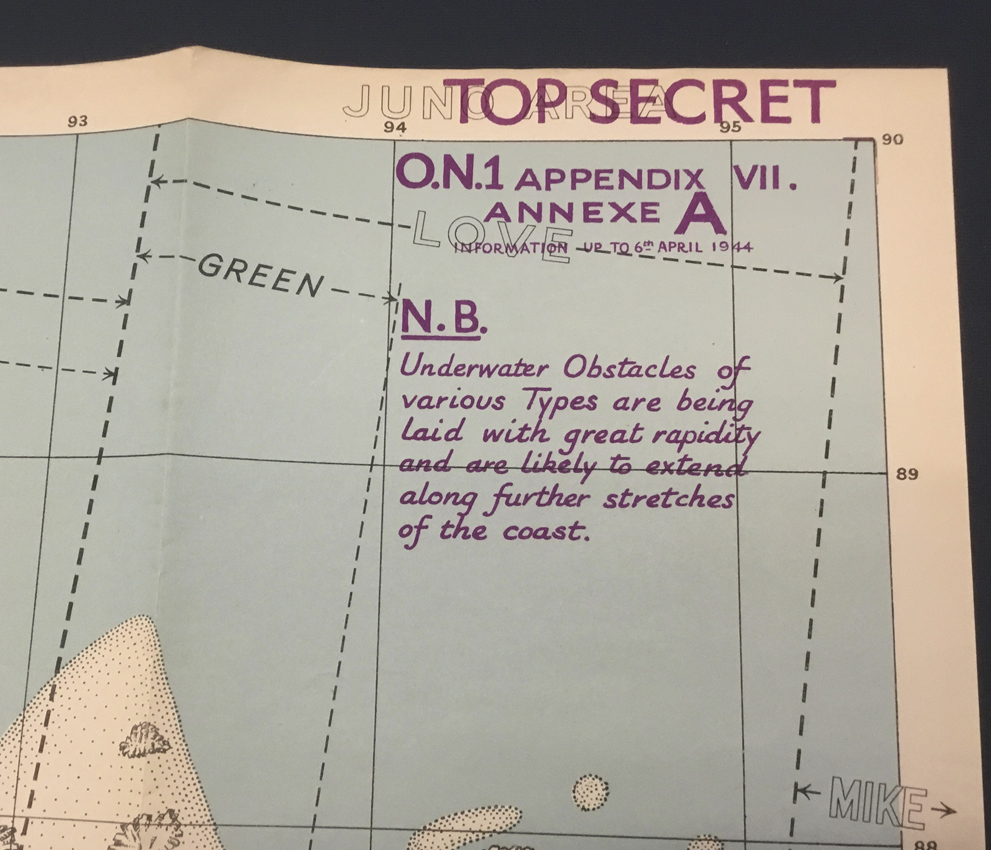 JUNO AREA
TOP SECRET
93
94
95
90
O.N.1 APPENDIX VII.
ANNEXE A
LOVE
INFORMATION UP TO 6th APRIL 1944
GREEN
N.B.
Underwater Obstacles of
various Types are being
laid with great rapidity
and are likely to extend
along further stretches
of the coast.
89
MIKE
88